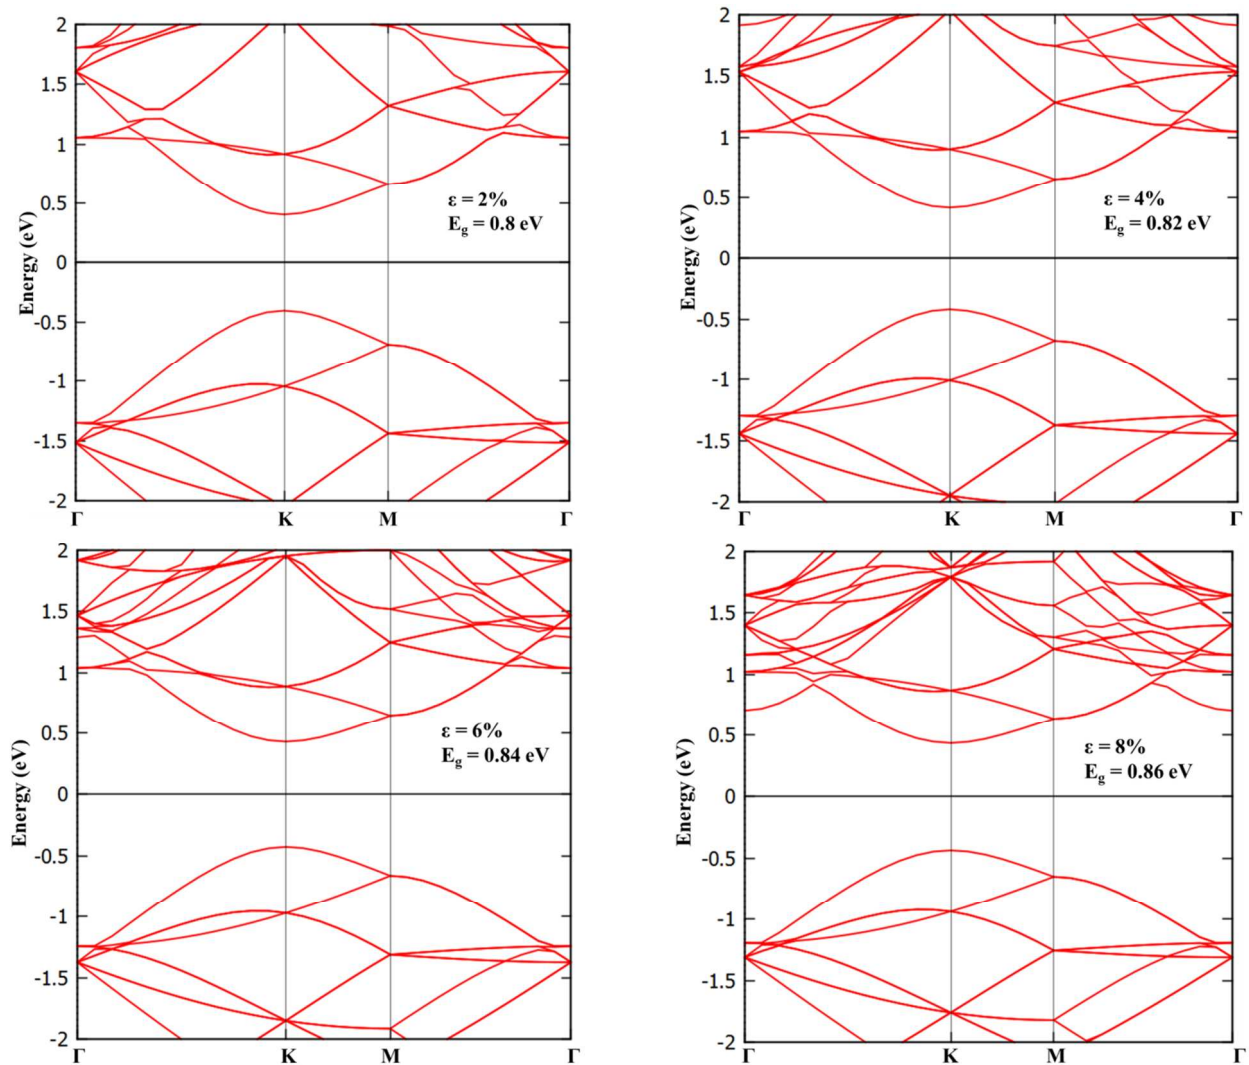 2
1.5
1
0.5
0
-0.5
-1
-1.5
-2
Energy (eV)
ε = 2%
E_g = 0.8 eV
Γ K M Γ
2
1.5
1
0.5
0
-0.5
-1
-1.5
-2
Energy (eV)
ε = 4%
E_g = 0.82 eV
Γ K M Γ
2
1.5
1
0.5
0
-0.5
-1
-1.5
-2
Energy (eV)
ε = 6%
E_g = 0.84 eV
Γ K M Γ
2
1.5
1
0.5
0
-0.5
-1
-1.5
-2
Energy (eV)
ε = 8%
E_g = 0.86 eV
Γ K M Γ